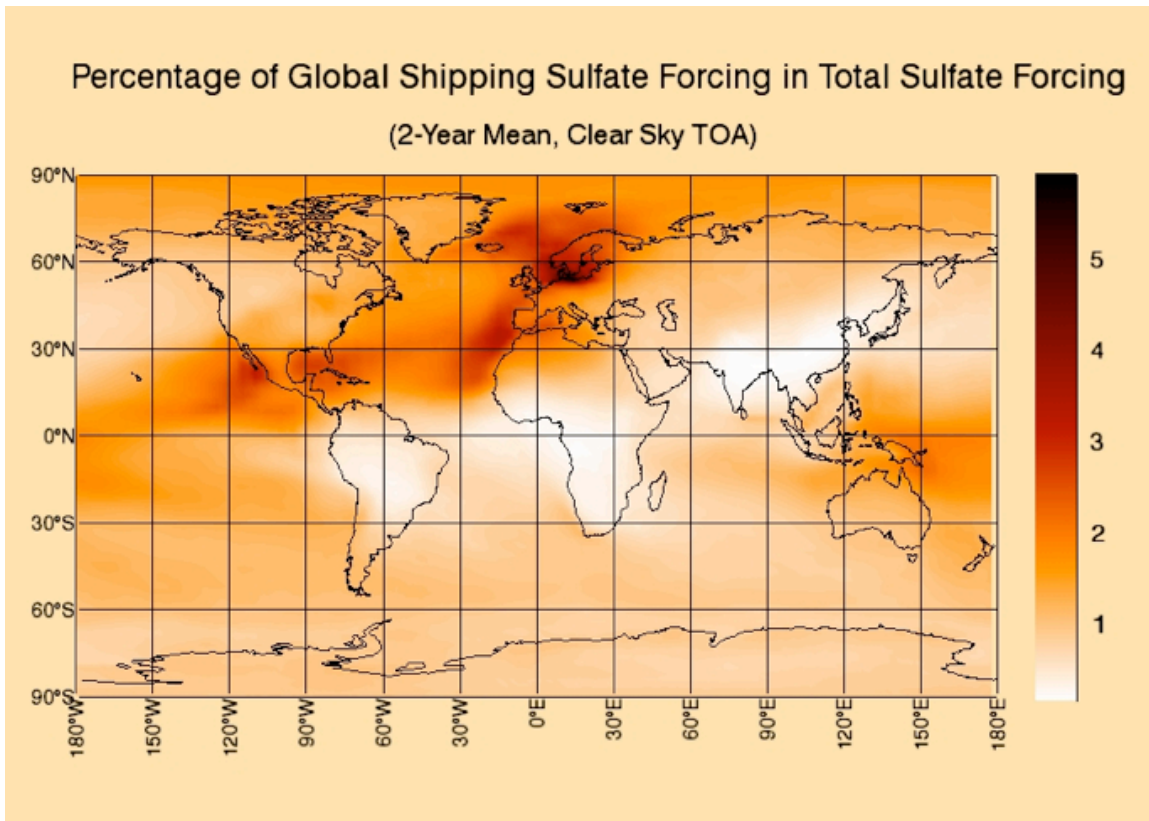 Percentage of Global Shipping Sulfate Forcing in Total Sulfate Forcing
(2-Year Mean, Clear Sky TOA)
90°N
60°N
30°N
0°N
30°S
60°S
90°S
180°W
150°W
120°W
90°W
60°W
30°W
0°E
30°E
60°E
90°E
120°E
150°E
180°E
5
4
3
2
1